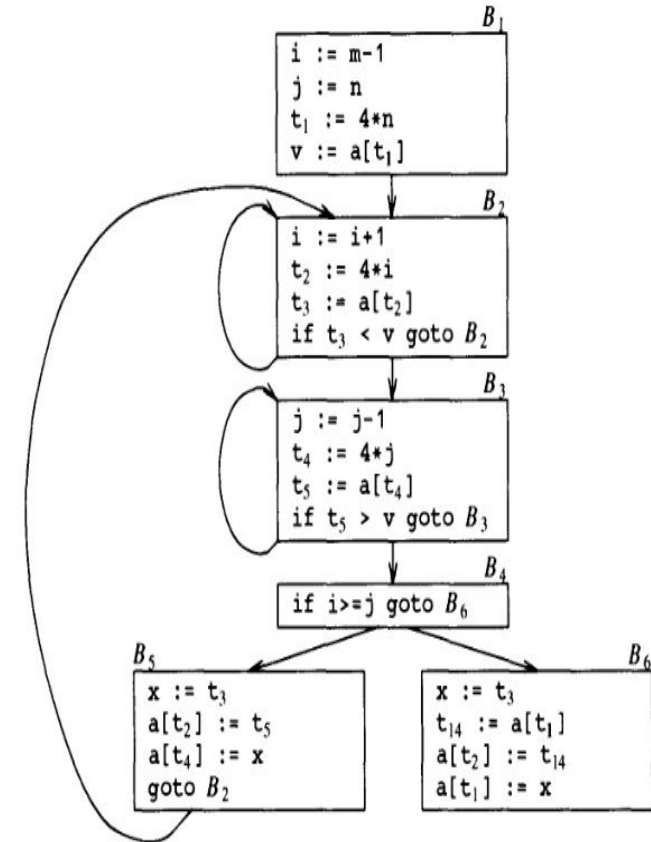 B₁
i := m-1
j := n
t₁ := 4*n
v := a[t₁]
B₂
i := i+1
t₂ := 4*i
t₃ := a[t₂]
if t₃ < v goto B₂
B₃
j := j-1
t₄ := 4*j
t₅ := a[t₄]
if t₅ > v goto B₃
B₄
if i>=j goto B₆
B₅
x := t₃
a[t₂] := t₅
a[t₄] := x
goto B₂
B₆
x := t₃
t₁₄ := a[t₁]
a[t₂] := t₁₄
a[t₁] := x